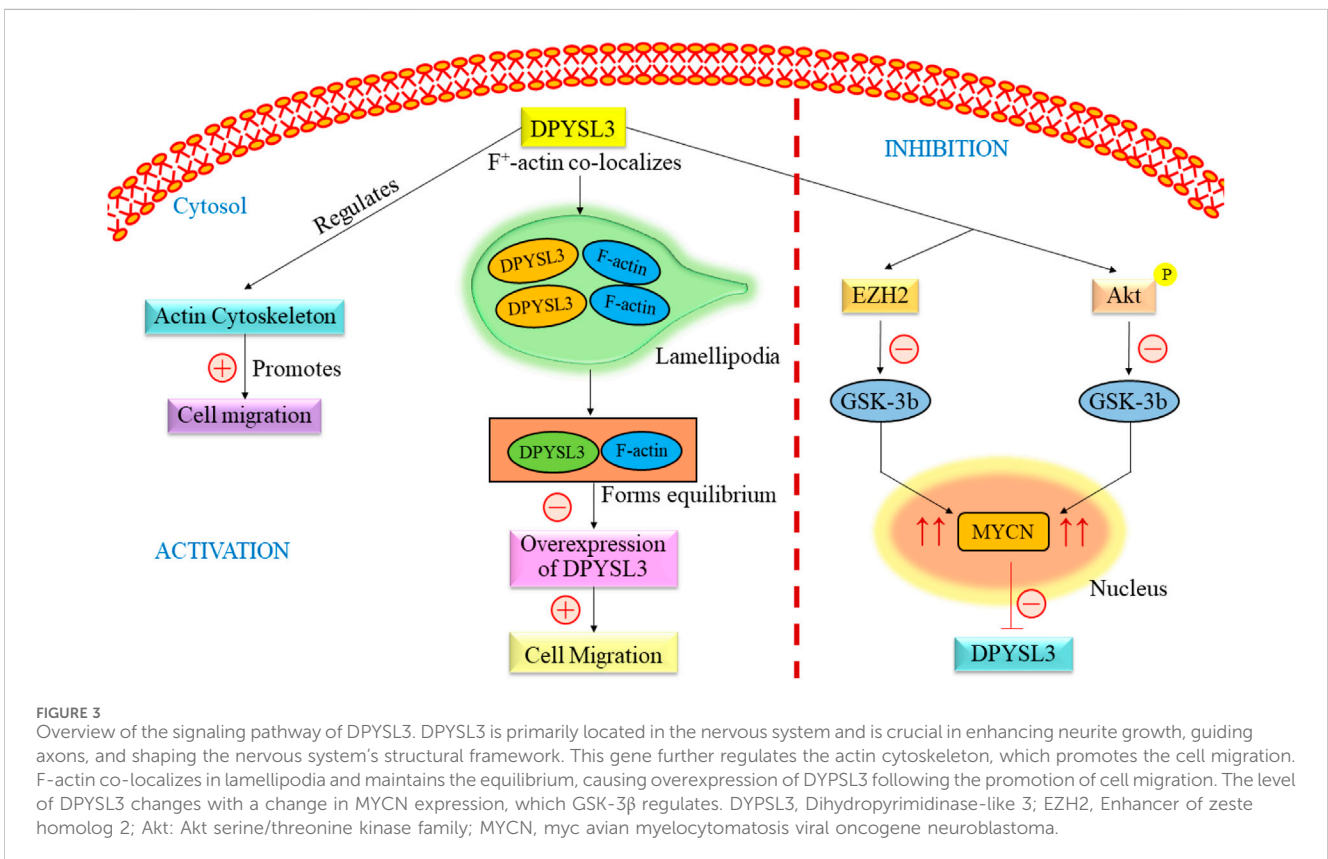 DPYSL3
F⁺-actin co-localizes
INHIBITION
Cytosol
Regulates
DPYSL3
F-action
DPYSL3
F-actin
Lamellipodia
EZH2
Akt
P
Actin Cytoskeleton
+
Promotes
Cell migration
−
−
GSK-3b
GSK-3b
DPYSL3
F-actin
Forms equilibrium
−
ACTIVATION
Overexpression
of DPYSL3
+
Cell Migration
↑↑
MYCN
↑↑
Nucleus
−
DPYSL3
FIGURE 3
Overview of the signaling pathway of DPYSL3. DPYSL3 is primarily located in the nervous system and is crucial in enhancing neurite growth, guiding
axons, and shaping the nervous system’s structural framework. This gene further regulates the actin cytoskeleton, which promotes the cell migration.
F-actin co-localizes in lamellipodia and maintains the equilibrium, causing overexpression of DYPSL3 following the promotion of cell migration. The level
of DPYSL3 changes with a change in MYCN expression, which GSK-3β regulates. DYPSL3, Dihydropyrimidinase-like 3; EZH2, Enhancer of zeste
homolog 2; Akt: Akt serine/threonine kinase family; MYCN, myc avian myelocytomatosis viral oncogene neuroblastoma.